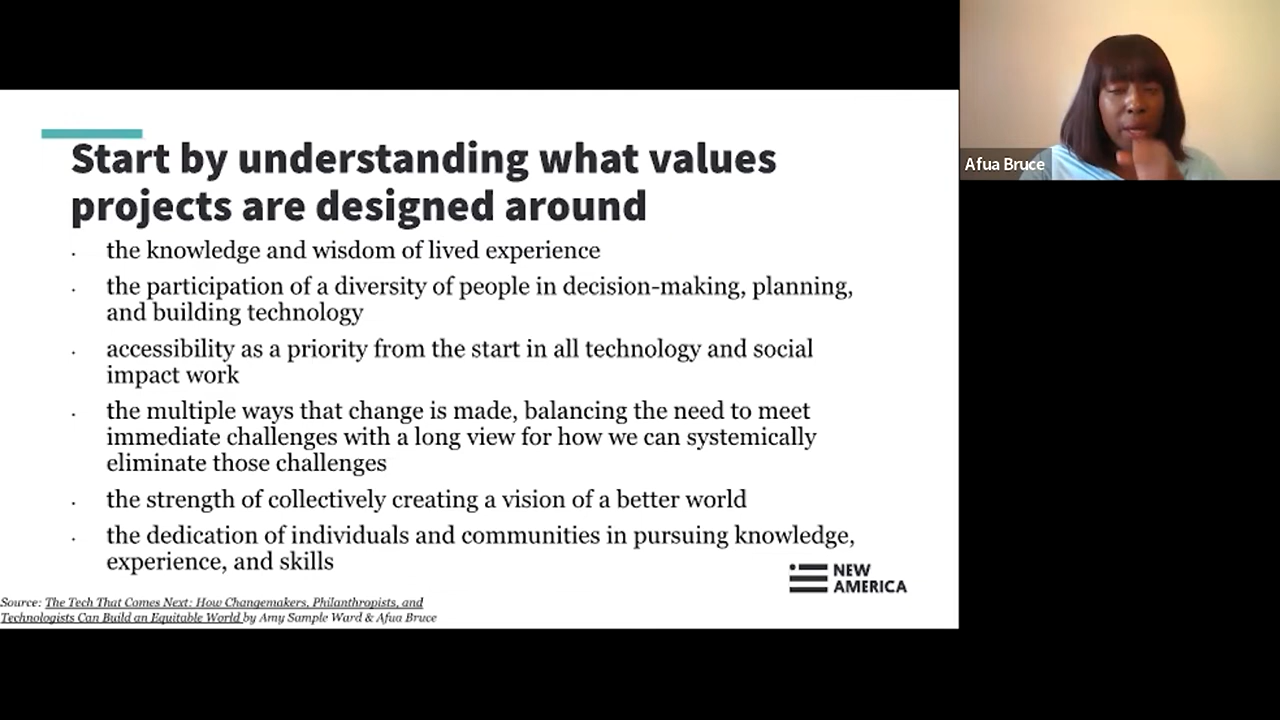 Start by understanding what values
projects are designed around
· the knowledge and wisdom of lived experience
· the participation of a diversity of people in decision-making, planning,
and building technology
· accessibility as a priority from the start in all technology and social
impact work
· the multiple ways that change is made, balancing the need to meet
immediate challenges with a long view for how we can systemically
eliminate those challenges
· the strength of collectively creating a vision of a better world
· the dedication of individuals and communities in pursuing knowledge,
experience, and skills
NEW
AMERICA
Source: The Tech That Comes Next: How Changemakers, Philanthropists, and
Technologists Can Build an Equitable World by Amy Sample Ward & Afua Bruce
Afua Bruce